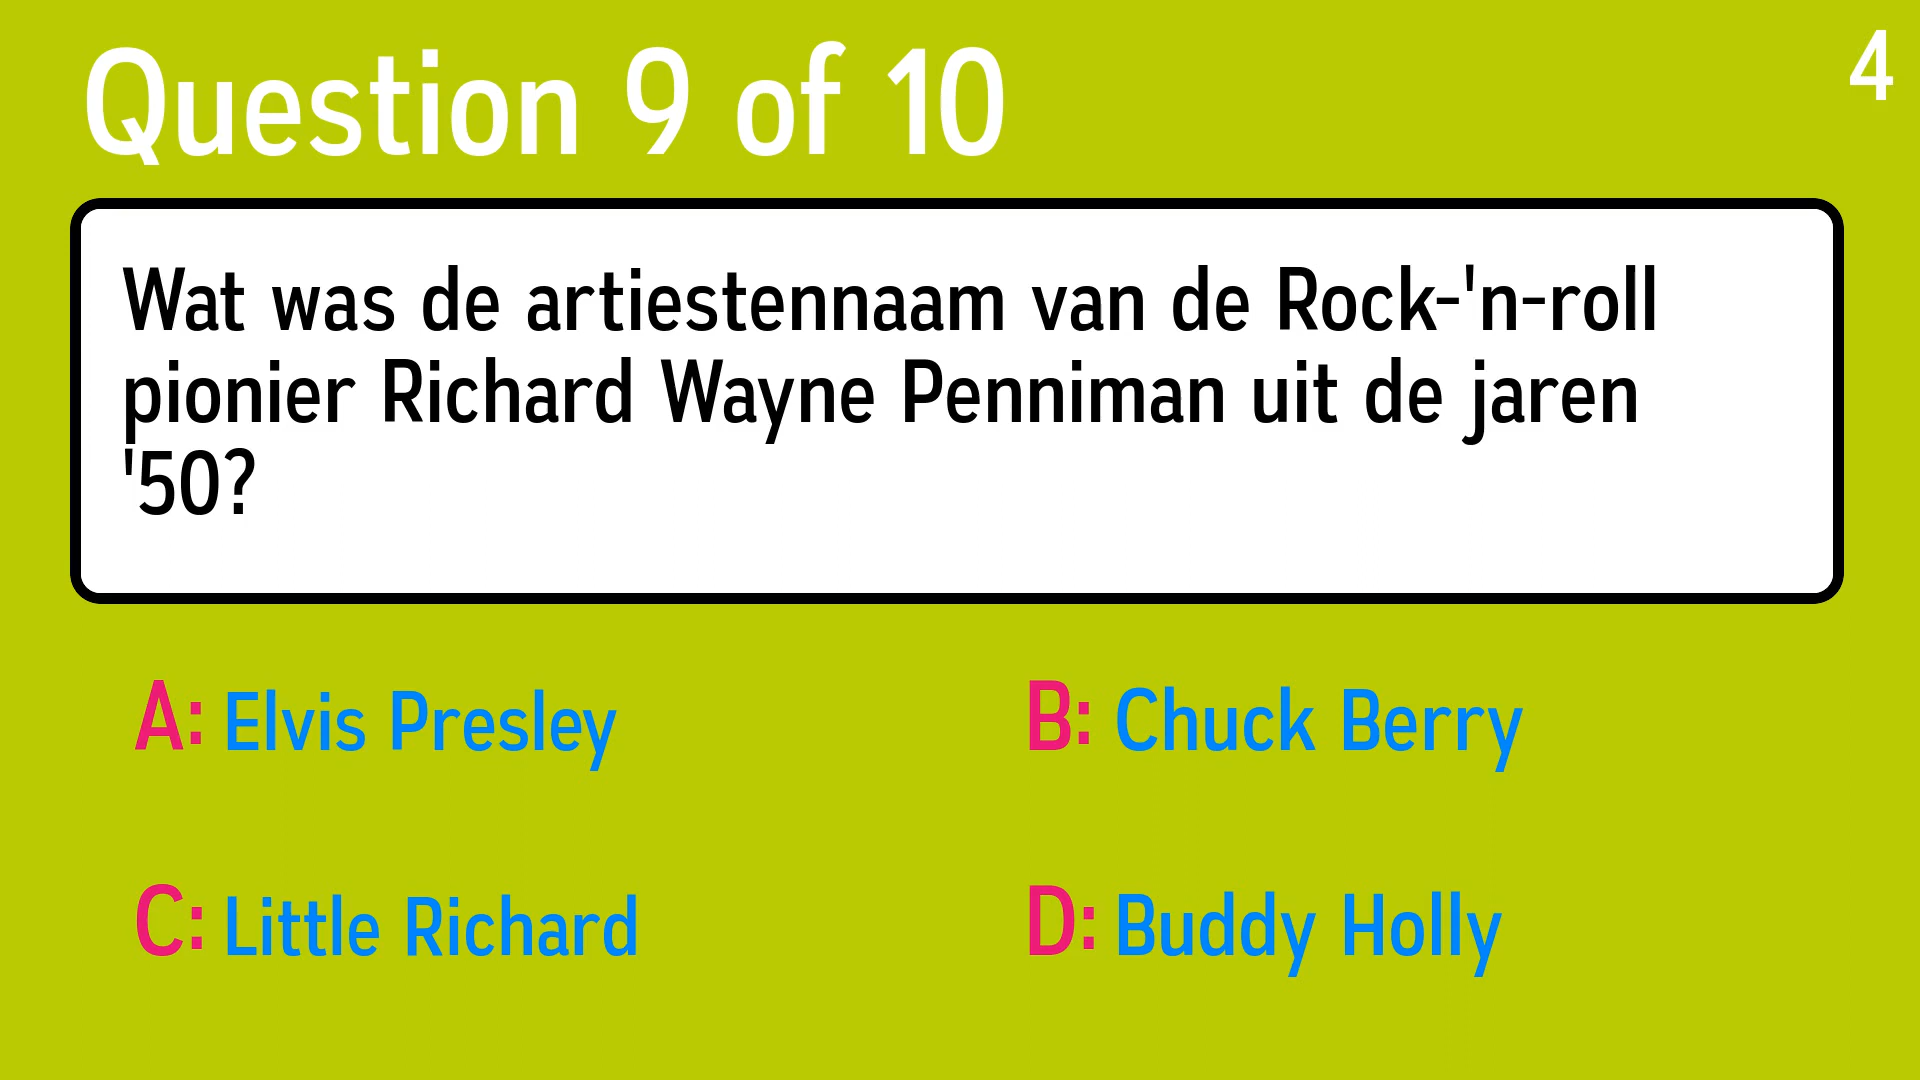 Question 9 of 10
4
Wat was de artiestennaam van de Rock-'n-roll
pionier Richard Wayne Penniman uit de jaren
'50?
A: Elvis Presley
B: Chuck Berry
C: Little Richard
D: Buddy Holly